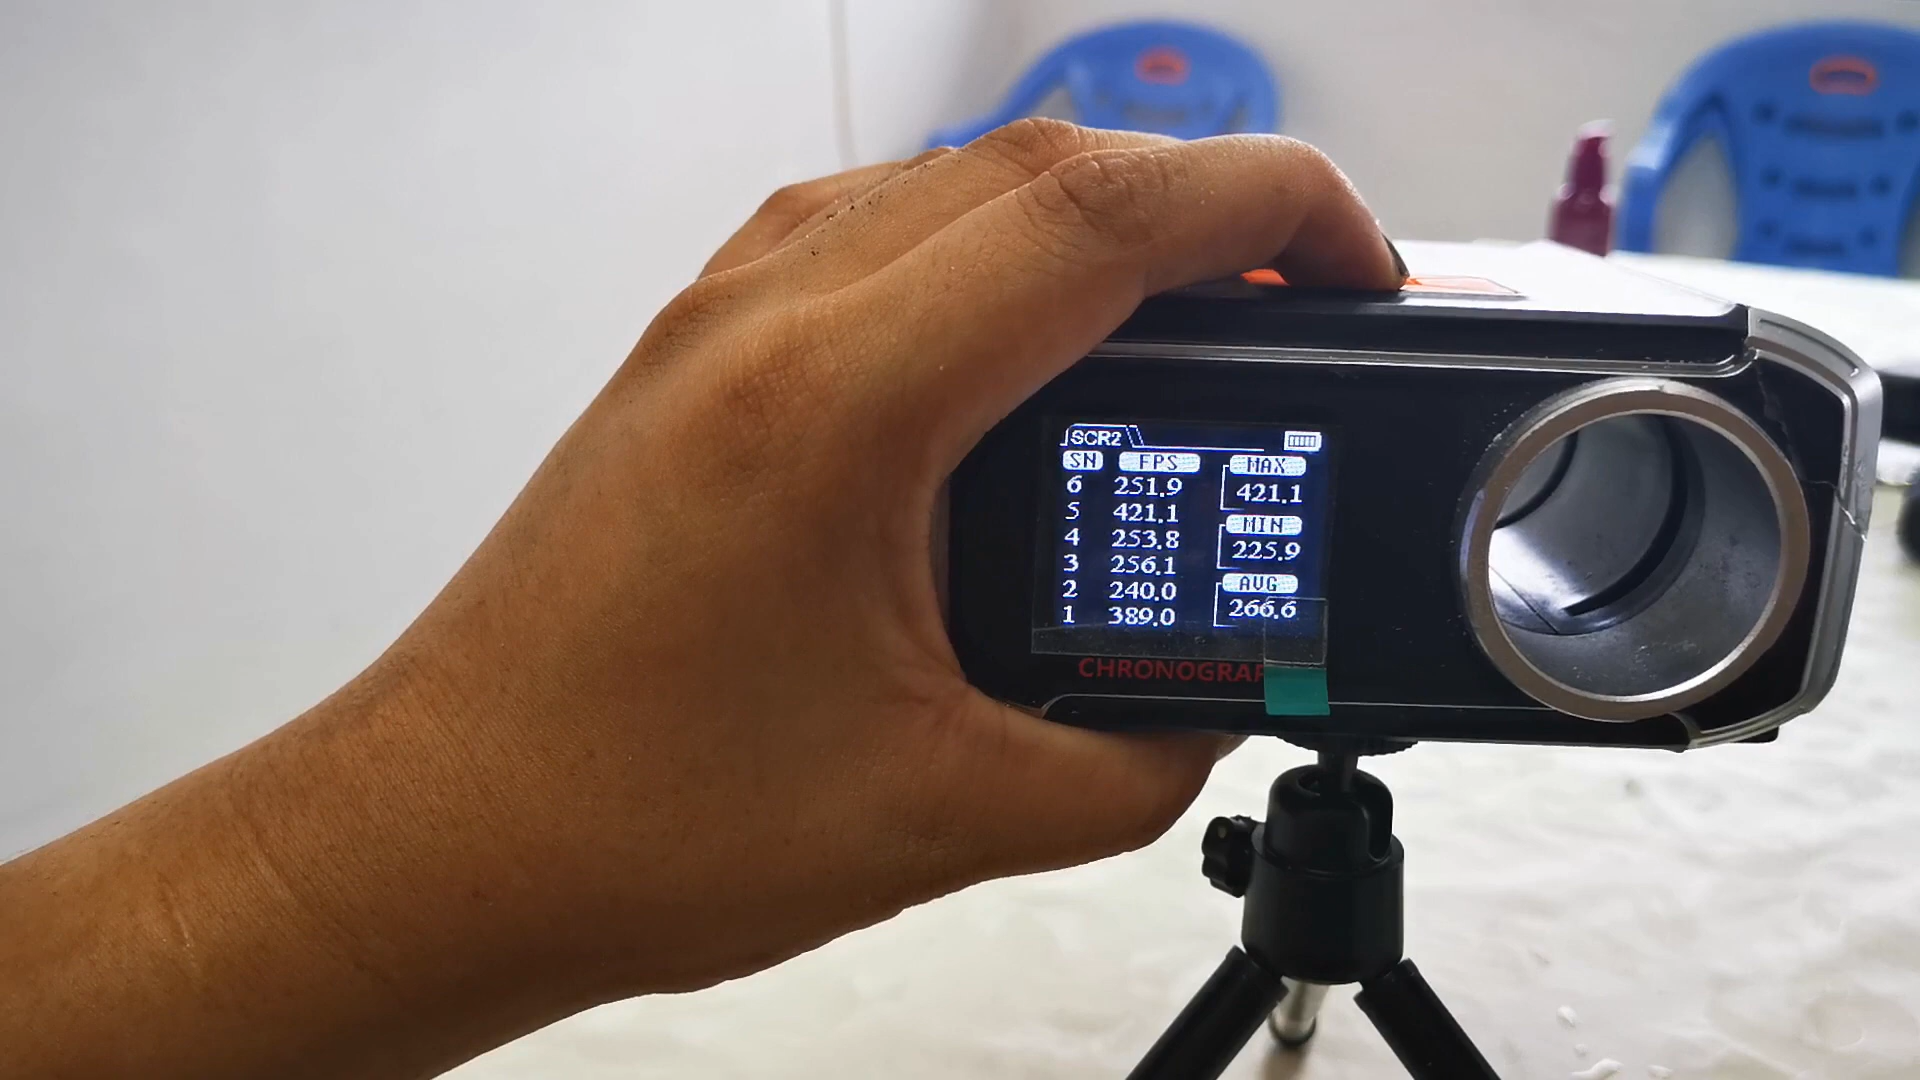 SCR2
SN FPS MAX
6 251.9 421.1
5 421.1 MIN
4 253.8 225.9
3 256.1 AVG
2 240.0 266.6
1 389.0
CHRONOGRAP